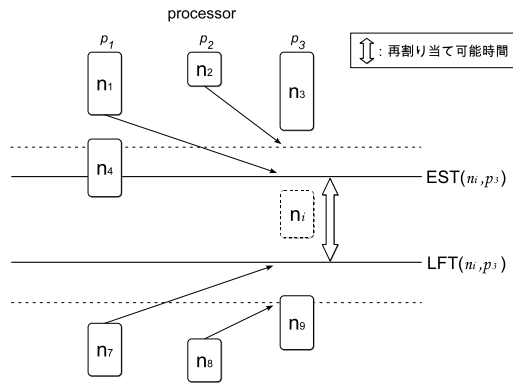 processor
p1 p2 p3
: 再割り当て可能時間
n1
n2
n3
n4
EST(ni,p3)
ni
LFT(ni,p3)
n7
n8
n9